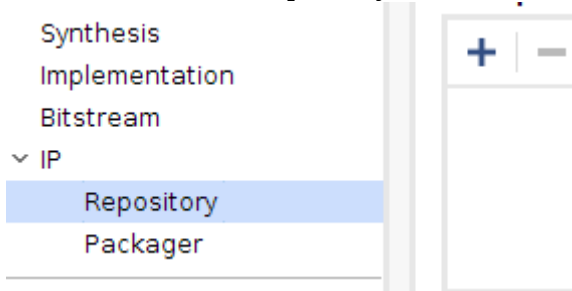 Synthesis
Implementation
Bitstream
IP
Repository
Packager